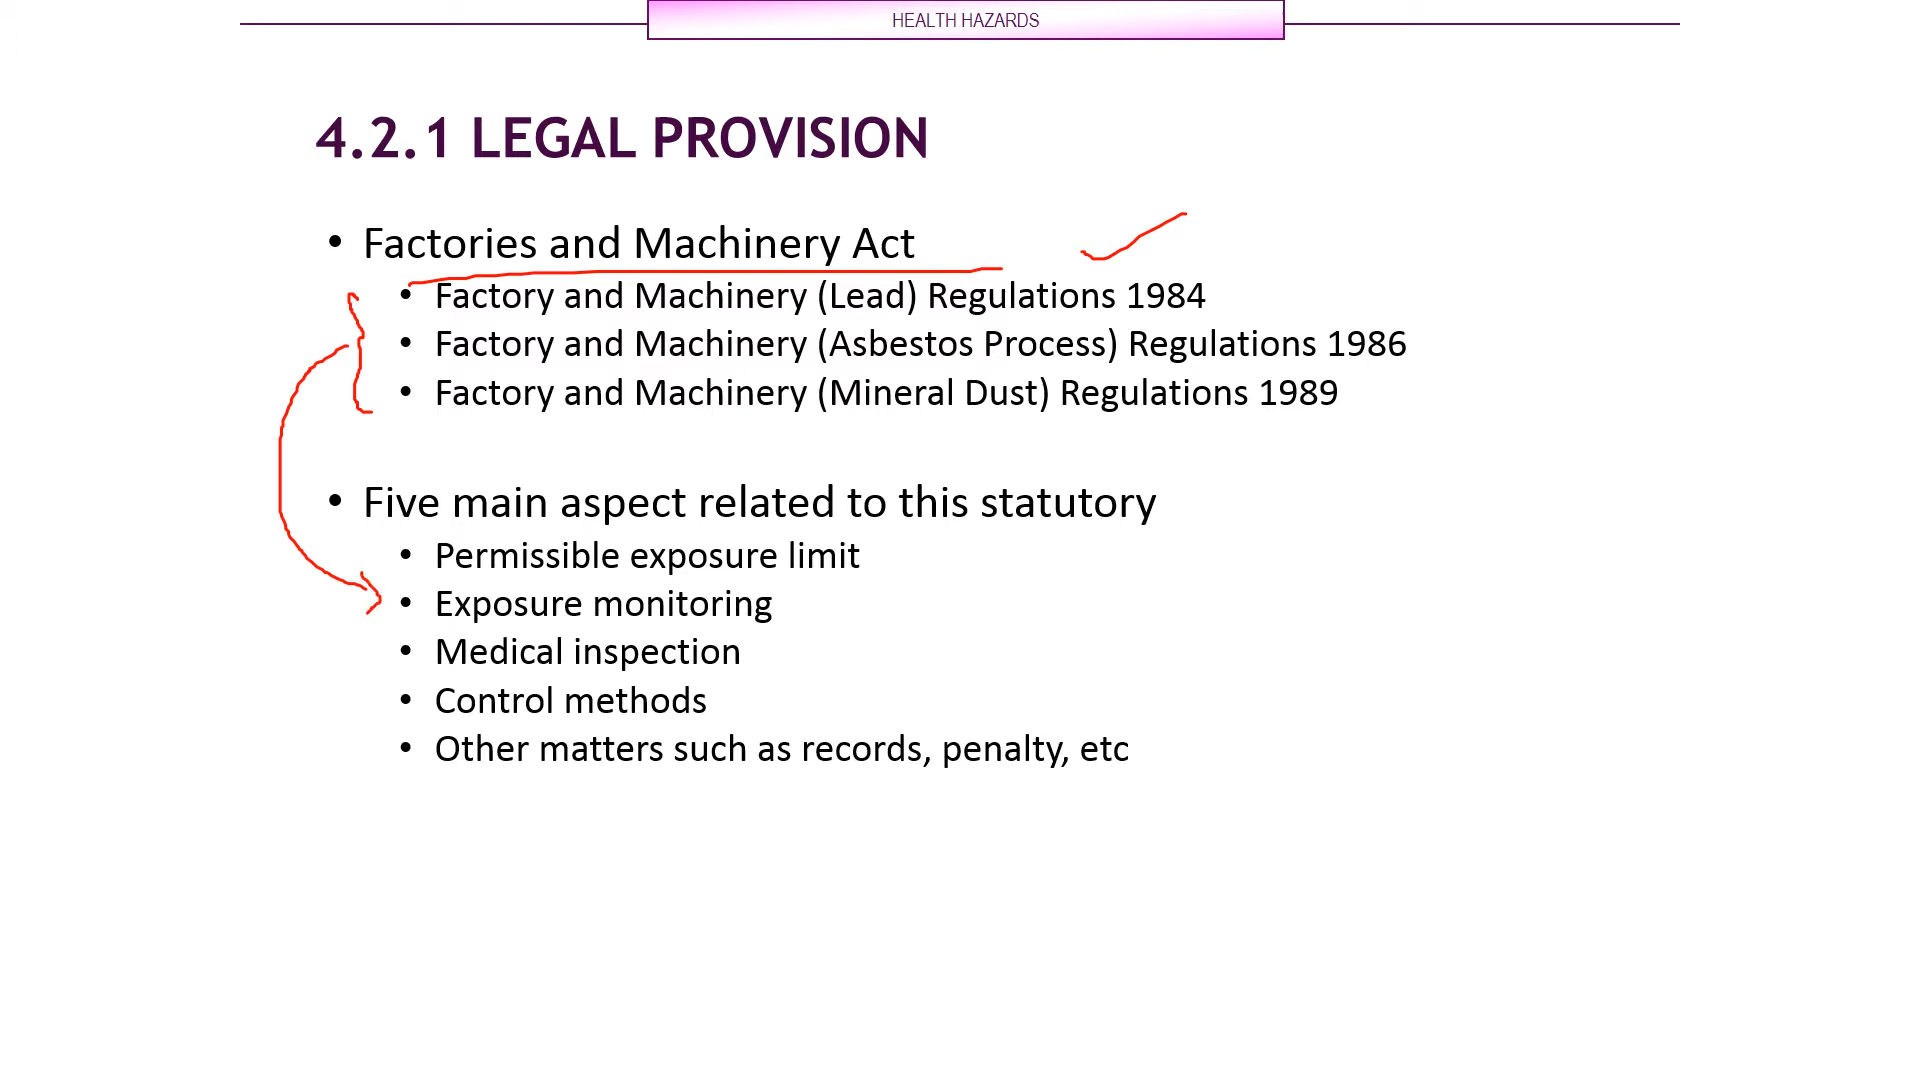 HEALTH HAZARDS
4.2.1 LEGAL PROVISION
• Factories and Machinery Act
• Factory and Machinery (Lead) Regulations 1984
• Factory and Machinery (Asbestos Process) Regulations 1986
• Factory and Machinery (Mineral Dust) Regulations 1989
• Five main aspect related to this statutory
• Permissible exposure limit
• Exposure monitoring
• Medical inspection
• Control methods
• Other matters such as records, penalty, etc